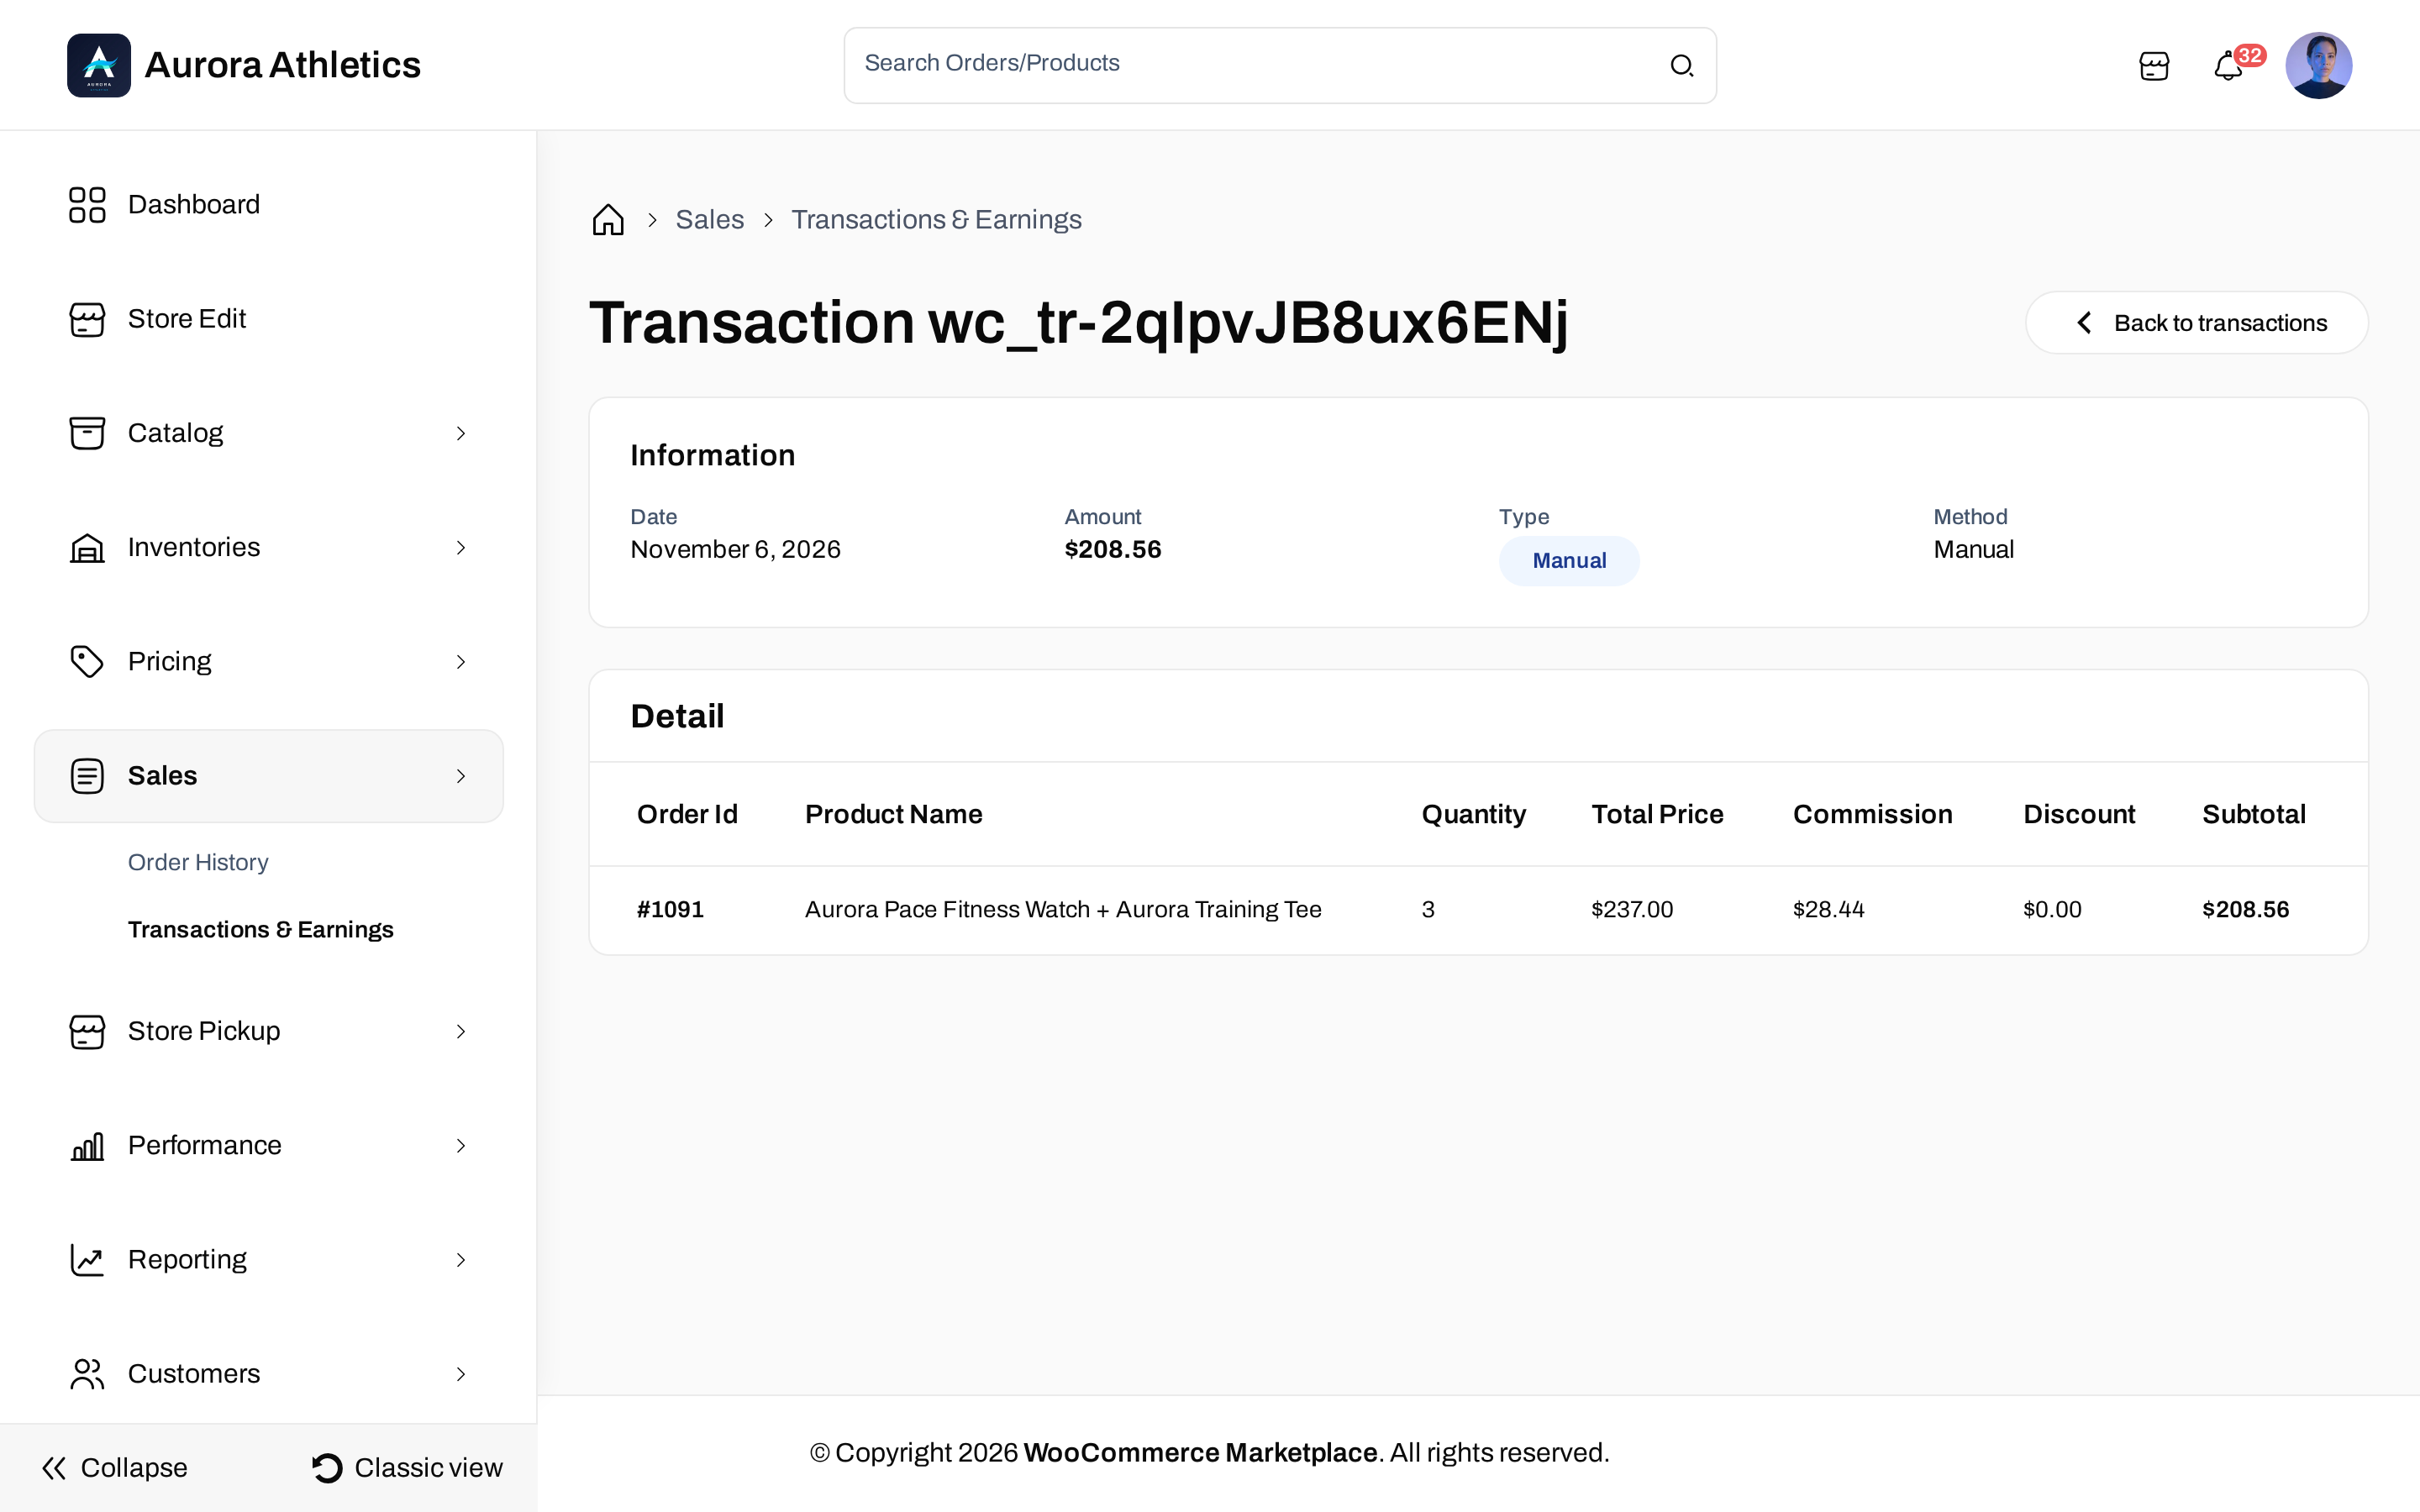 AURORA
Aurora Athletics
Search Orders/Products
32
Dashboard
Store Edit
Catalog
Inventories
Pricing
Sales
Order History
Transactions & Earnings
Store Pickup
Performance
Reporting
Customers
Collapse
Classic view
Sales
Transactions & Earnings
Transaction wc_tr-2qIpvJB8ux6ENj
Back to transactions
Information
Date Amount Type Method
November 6, 2026 $208.56 Manual Manual
Detail
Order Id Product Name Quantity Total Price Commission Discount Subtotal
#1091 Aurora Pace Fitness Watch + Aurora Training Tee 3 $237.00 $28.44 $0.00 $208.56
© Copyright 2026 WooCommerce Marketplace. All rights reserved.